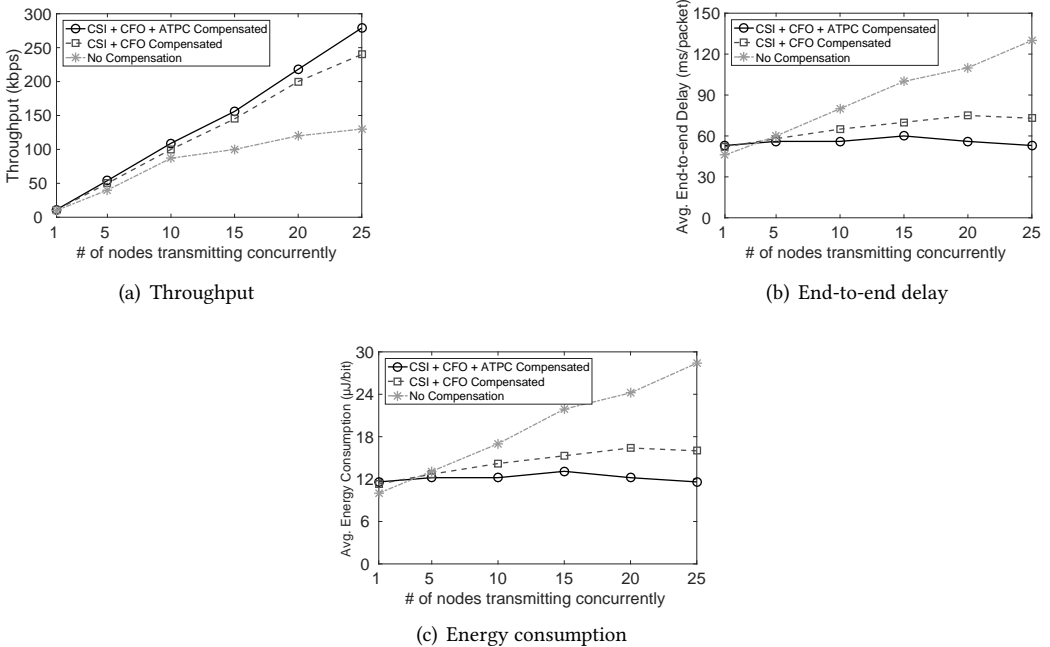 Throughput (kbps)
300
250
200
150
100
50
0
CSI + CFO + ATPC Compensated
CSI + CFO Compensated
No Compensation
1 5 10 15 20 25
# of nodes transmitting concurrently
(a) Throughput
Avg. End-to-end Delay (ms/packet)
150
120
90
60
30
0
CSI + CFO + ATPC Compensated
CSI + CFO Compensated
No Compensation
1 5 10 15 20 25
# of nodes transmitting concurrently
(b) End-to-end delay
Avg. Energy Consumption (µJ/bit)
30
24
18
12
6
0
CSI + CFO + ATPC Compensated
CSI + CFO Compensated
No Compensation
1 5 10 15 20 25
# of nodes transmitting concurrently
(c) Energy consumption